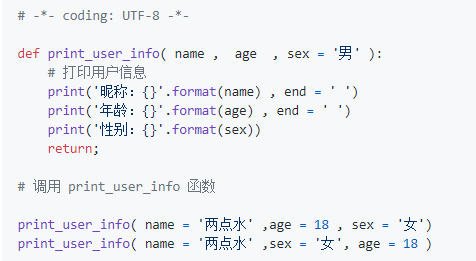 # -*- coding: UTF-8 -*-
def print_user_info( name ,  age  , sex = '男' ):
    # 打印用户信息
    print('昵称：{}'.format(name) , end = ' ')
    print('年龄：{}'.format(age) , end = ' ')
    print('性别：{}'.format(sex))
    return;
# 调用 print_user_info 函数
print_user_info( name = '两点水' ,age = 18 , sex = '女')
print_user_info( name = '两点水' ,sex = '女', age = 18 )